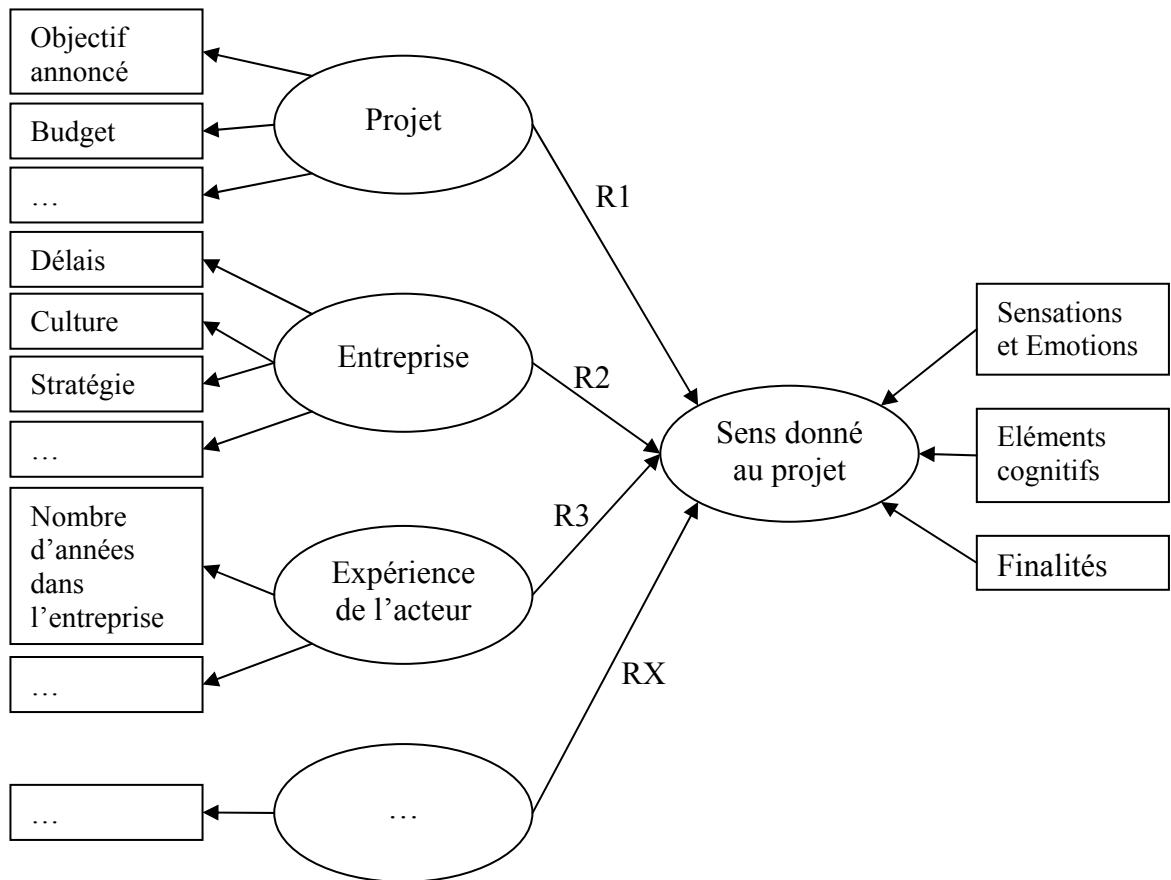 Objectif
annoncé
Budget
…
Délais
Culture
Stratégie
…
Nombre
d’années
dans
l’entreprise
…
…
Projet
Entreprise
Expérience
de l’acteur
…
R1
R2
R3
RX
Sens donné
au projet
Sensations
et Emotions
Eléments
cognitifs
Finalités